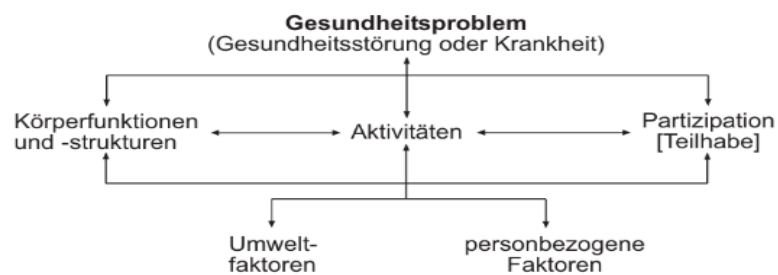 Gesundheitsproblem
(Gesundheitsstörung oder Krankheit)
Körperfunktionen
und -strukturen
Aktivitäten
Partizipation
[Teilhabe]
Umwelt-
faktoren
personbezogene
Faktoren